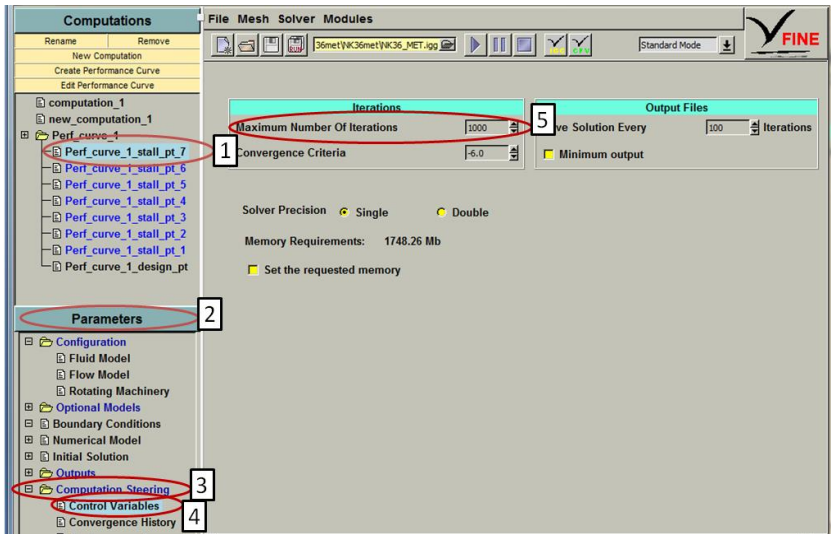 Computations
File Mesh Solver Modules
FINE
Rename Remove
New Computation
Create Performance Curve
Edit Performance Curve
36met\NK36met\NK36_MET.igg
Standard Mode
computation_1
new_computation_1
Perf_curve_1
Perf_curve_1_stall_pt_7
1
Perf_curve_1_stall_pt_6
Perf_curve_1_stall_pt_5
Perf_curve_1_stall_pt_4
Perf_curve_1_stall_pt_3
Perf_curve_1_stall_pt_2
Perf_curve_1_stall_pt_1
Perf_curve_1_design_pt
Iterations
Maximum Number Of Iterations 1000
5
Convergence Criteria -6.0
Output Files
ve Solution Every 100 Iterations
Minimum output
Solver Precision Single Double
Memory Requirements: 1748.26 Mb
Set the requested memory
Parameters
2
Configuration
Fluid Model
Flow Model
Rotating Machinery
Optional Models
Boundary Conditions
Numerical Model
Initial Solution
Outputs
Computation Steering
3
Control Variables
4
Convergence History